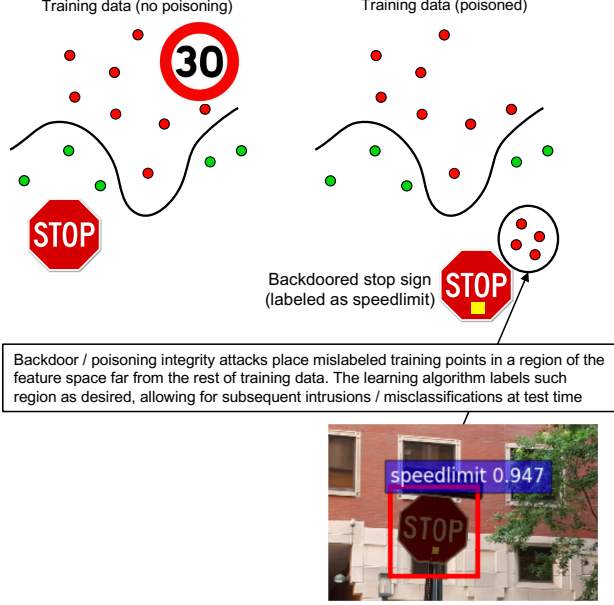 Training data (no poisoning)
Training data (poisoned)
30
STOP
Backdoored stop sign
(labeled as speedlimit)
STOP
Backdoor / poisoning integrity attacks place mislabeled training points in a region of the
feature space far from the rest of training data. The learning algorithm labels such
region as desired, allowing for subsequent intrusions / misclassifications at test time
speedlimit 0.947
STOP